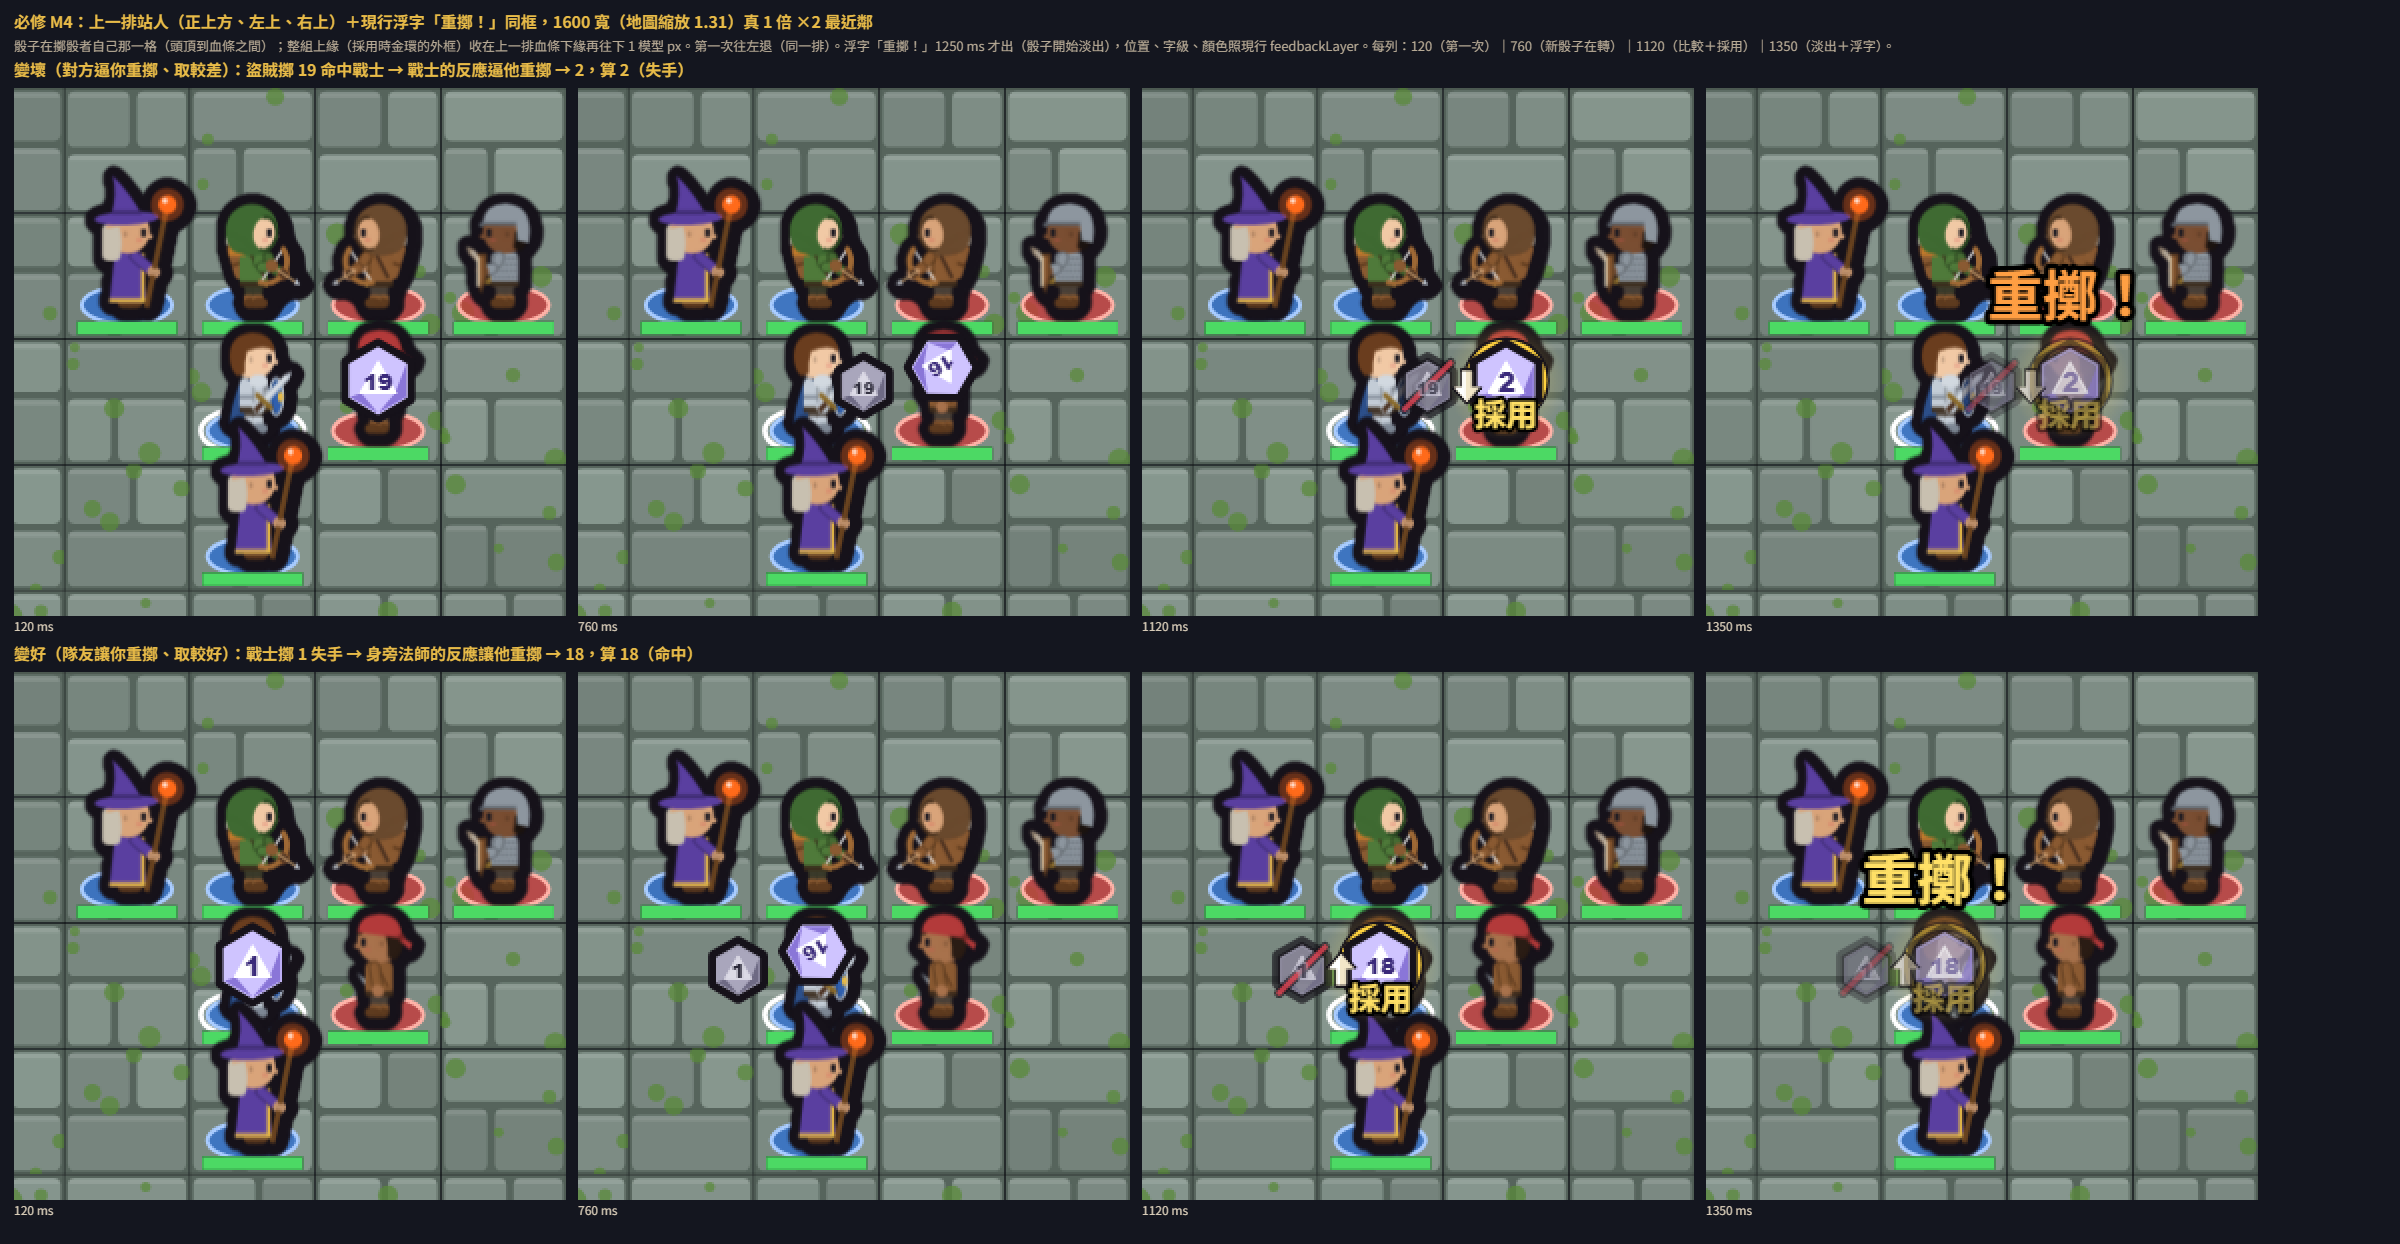 必修 M4：上一排站人（正上方、左上、右上）＋現行浮字「重擲！」同框，1600 寬（地圖縮放 1.31）真 1 倍 ×2 最近鄰
骰子在擲骰者自己那一格（頭頂到血條之間）；整組上緣（採用時金環的外框）收在上一排血條下緣再往下 1 模型 px。第一次往左退（同一排）。浮字「重擲！」1250 ms 才出（骰子開始淡出），位置、字級、顏色照現行 feedbackLayer。每列：120（第一次）｜760（新骰子在轉）｜1120（比較＋採用）｜1350（淡出＋浮字）。
變壞（對方逼你重擲、取較差）：盜賊擲 19 命中戰士 → 戰士的反應逼他重擲 → 2，算 2（失手）
19
19
16
19
2
採用
重擲！
19
2
採用
120 ms
760 ms
1120 ms
1350 ms
變好（隊友讓你重擲、取較好）：戰士擲 1 失手 → 身旁法師的反應讓他重擲 → 18，算 18（命中）
1
1
16
1
18
採用
重擲！
1
18
採用
120 ms
760 ms
1120 ms
1350 ms